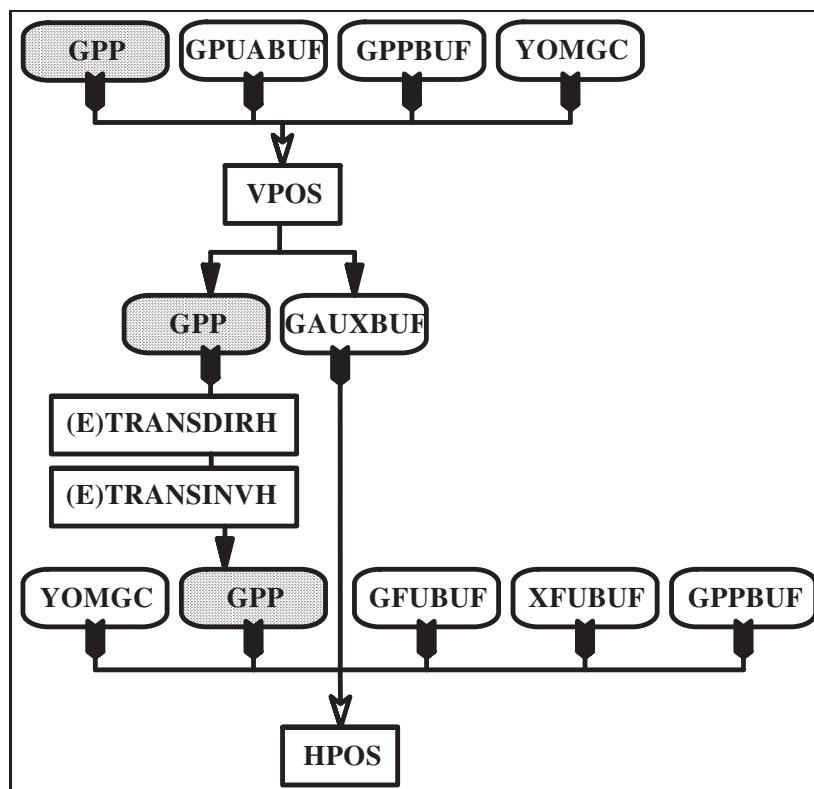 GPP GPUABUF GPPBUF YOMGC
VPOS
GPP GAUXBUF
(E)TRANSDIRH
(E)TRANSINVH
YOMGC GPP GFUBUF XFUBUF GPPBUF
HPOS